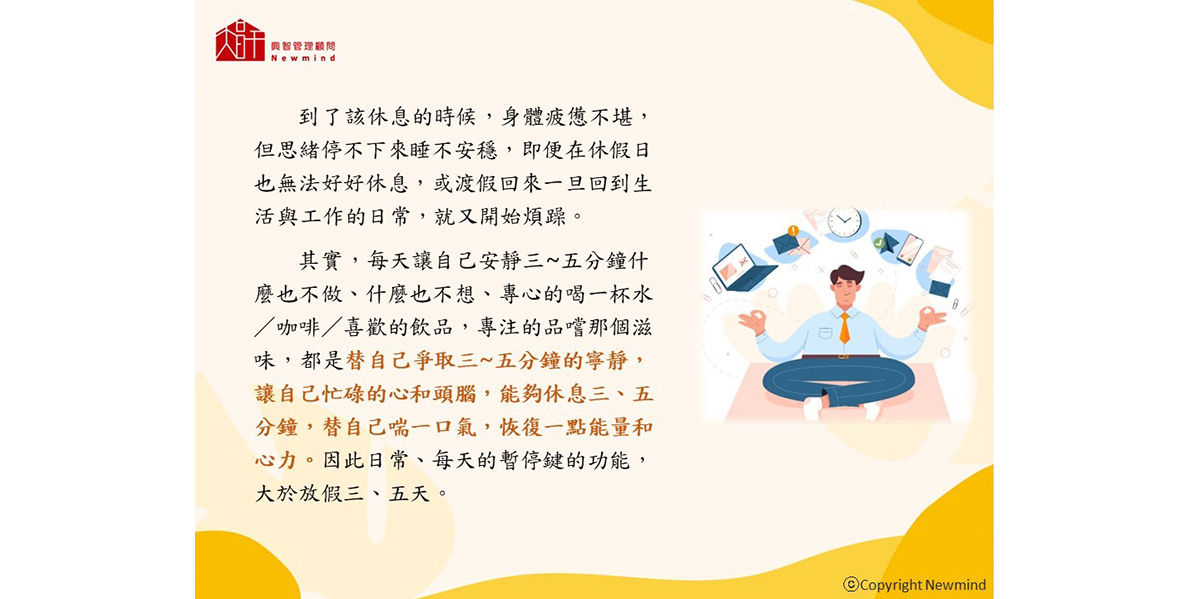 興智管理顧問
Newmind
到了該休息的時候，身體疲憊不堪，
但思緒停不下來睡不安穩，即便在休假日
也無法好好休息，或渡假回來一旦回到生
活與工作的日常，就又開始煩躁。
其實，每天讓自己安靜三~五分鐘什
麼也不做、什麼也不想、專心的喝一杯水
／咖啡／喜歡的飲品，專注的品嚐那個滋
味，都是替自己爭取三~五分鐘的寧靜，
讓自己忙碌的心和頭腦，能夠休息三、五
分鐘，替自己喘一口氣，恢復一點能量和
心力。因此日常、每天的暫停鍵的功能，
大於放假三、五天。
©Copyright Newmind